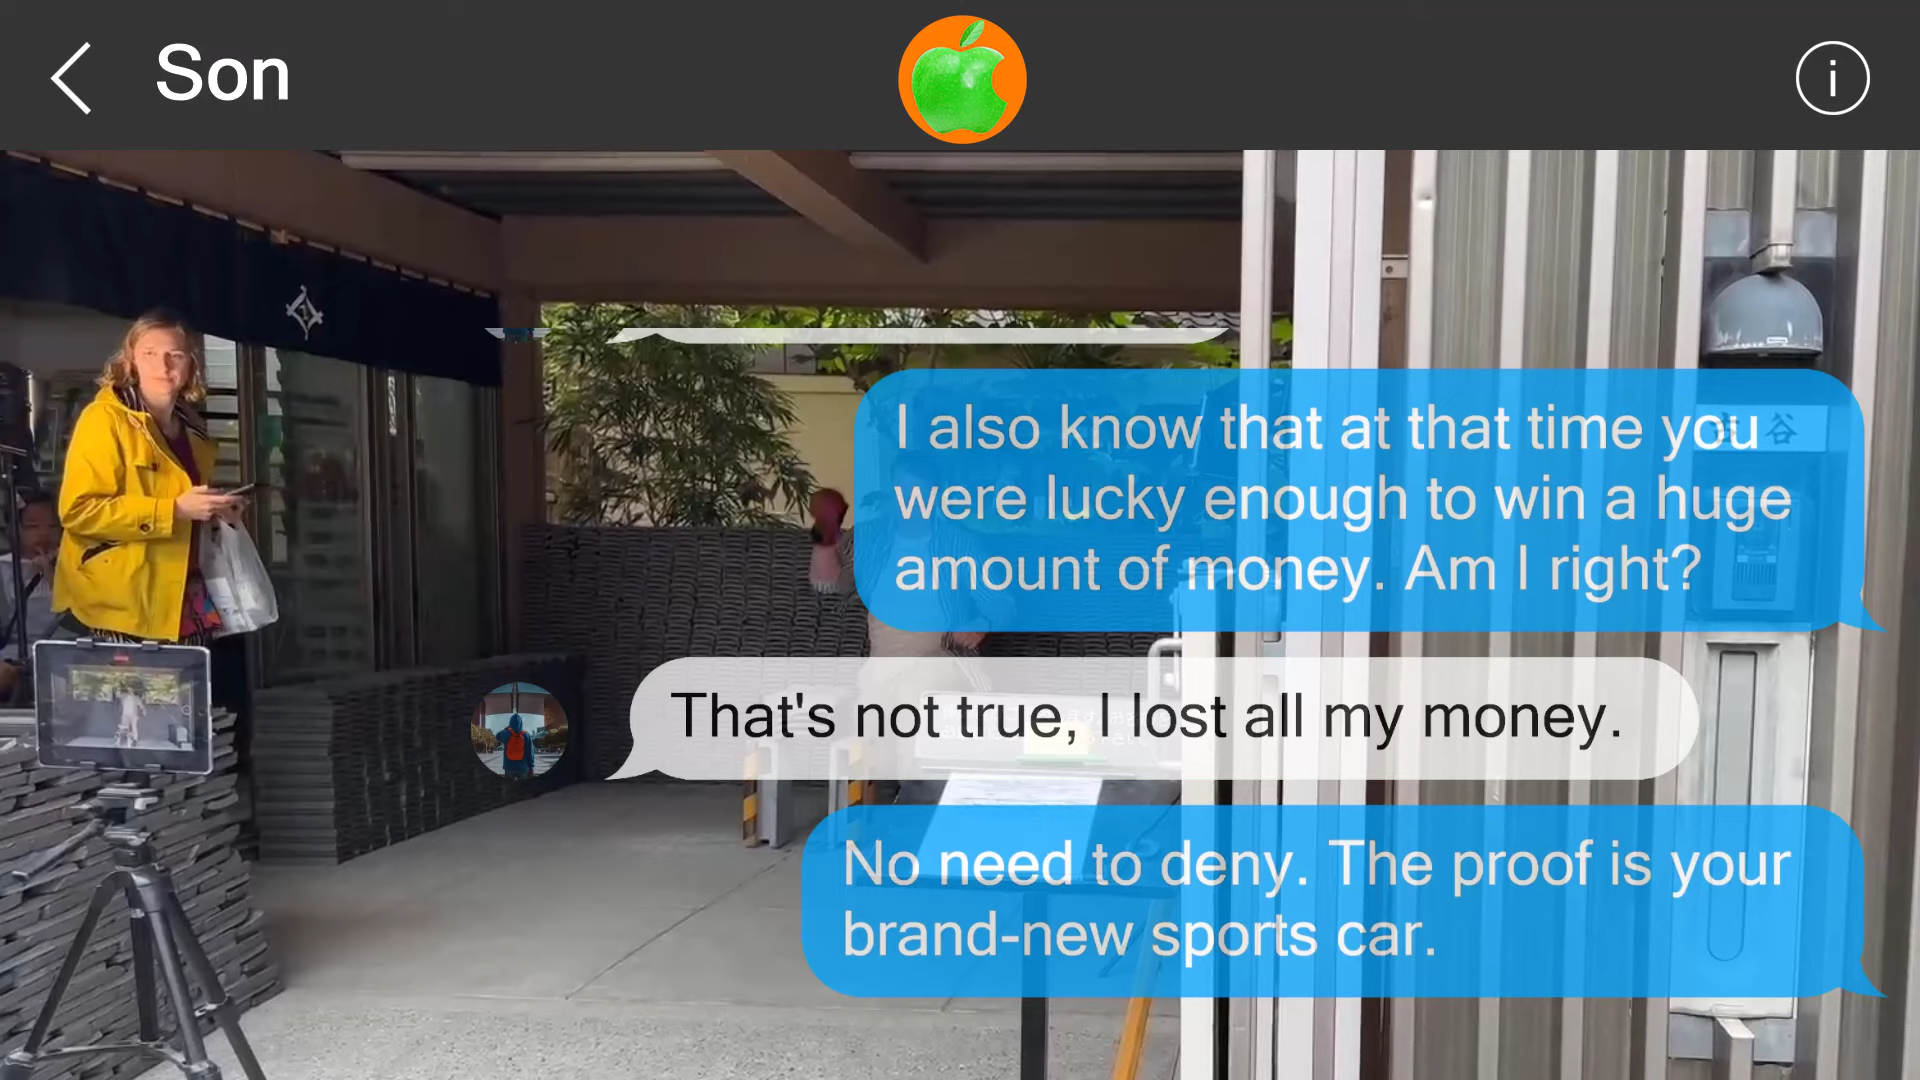 Son
I also know that at that time you
were lucky enough to win a huge
amount of money. Am I right?
That's not true, I lost all my money.
No need to deny. The proof is your
brand-new sports car.